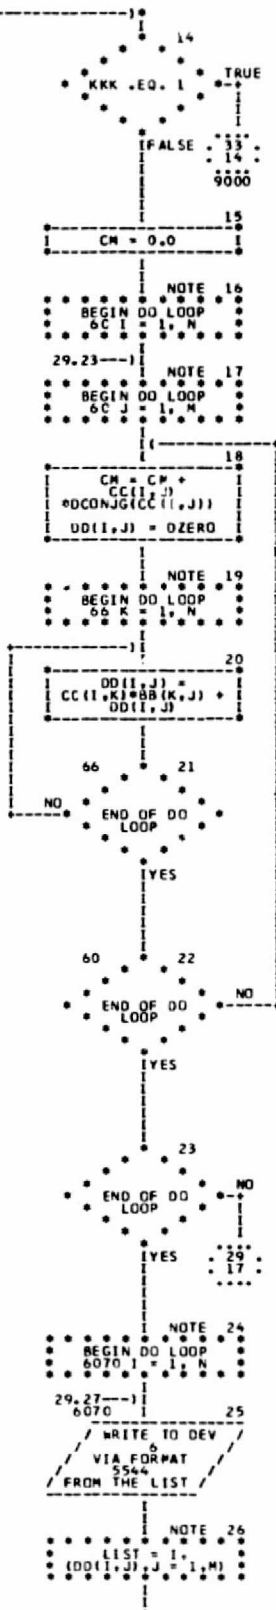 14
KKK .EQ. 1
TRUE
FALSE
33
14
9000
15
CM = 0.0
NOTE 16
BEGIN DO LOOP
6C I = 1, N
29.23---)
NOTE 17
BEGIN DO LOOP
6C J = 1, M
18
CM = CM +
CC(I,J)
*DCONJG(CC(I,J))
DD(I,J) = DZERO
NOTE 19
BEGIN DO LOOP
66 K = 1, N
20
DD(I,J) =
CC(I,K)*BB(K,J) +
DD(I,J)
66 21
NO
END OF DO
LOOP
YES
60 22
END OF DO
LOOP
NO
YES
23
END OF DO
LOOP
NO
YES
29
17
NOTE 24
BEGIN DO LOOP
6070 I = 1, N
29.27---)
6070 25
WRITE TO DEV
6
VIA FORMAT
5544
FROM THE LIST
NOTE 26
LIST = I,
(DD(I,J),J = 1,M)